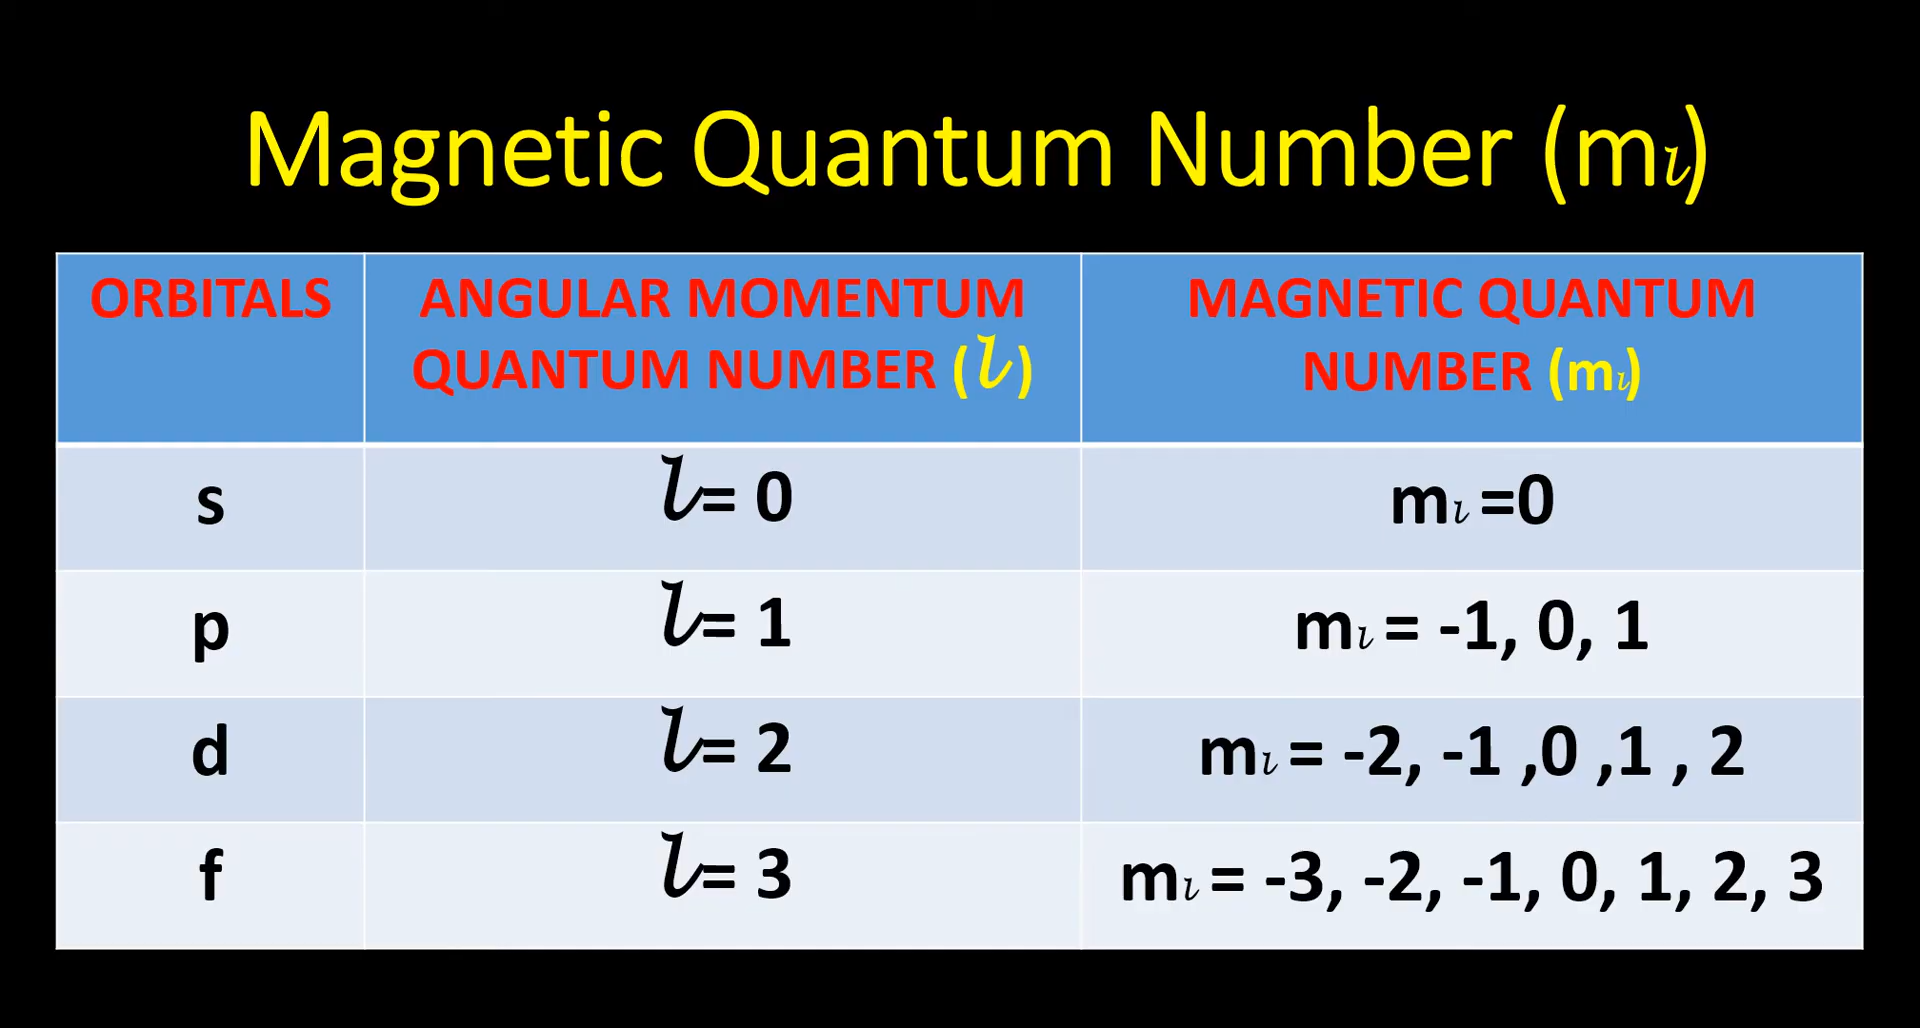 Magnetic Quantum Number (mₗ)
ORBITALS
ANGULAR MOMENTUM
QUANTUM NUMBER (l)
MAGNETIC QUANTUM
NUMBER (mₗ)
s
l= 0
mₗ =0
p
l= 1
mₗ = -1, 0, 1
d
l= 2
mₗ = -2, -1 ,0 ,1 , 2
f
l= 3
mₗ = -3, -2, -1, 0, 1, 2, 3